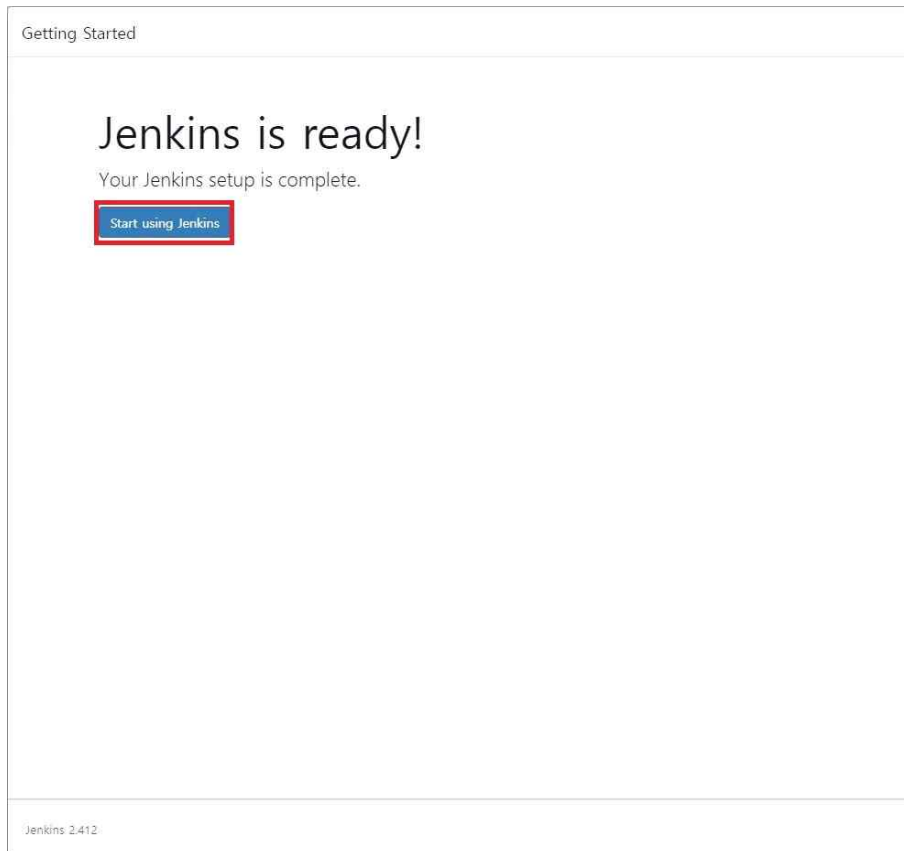 Getting Started
Jenkins is ready!
Your Jenkins setup is complete.
Start using Jenkins
Jenkins 2.412